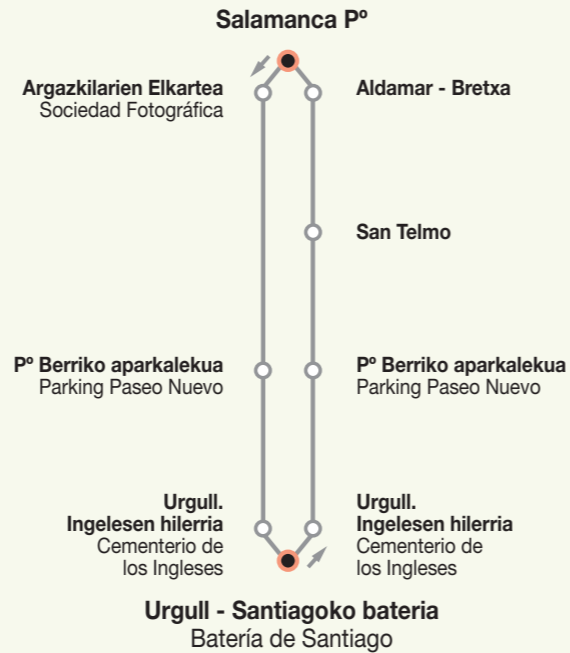 Salamanca Pº
Argazkilarien Elkartea
Sociedad Fotográfica
Aldamar - Bretxa
San Telmo
Pº Berriko aparkalekua
Parking Paseo Nuevo
Pº Berriko aparkalekua
Parking Paseo Nuevo
Urgull.
Ingelesen hilerria
Cementerio de
los Ingleses
Urgull.
Ingelesen hilerria
Cementerio de
los Ingleses
Urgull - Santiagoko bateria
Batería de Santiago